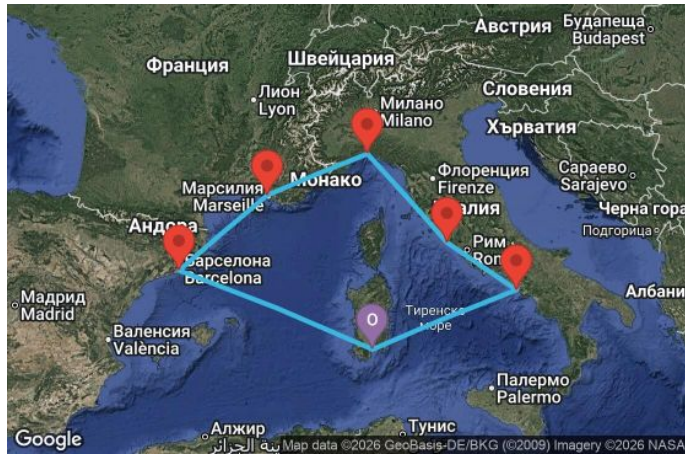 Австрия
Будапеща
Budapest
Швейцария
Франция
Словения
Лион
Lyon
Милано
Milano
Хърватия
Монако
Флоренция
Firenze
Сараево
Sarajevo
Марсилия
Marseille
Андора
алия
Черна гора
Подгорица
Рим
Барселона
Barcelona
Мадрид
Madrid
Албани
Тиренско
море
Валенсия
València
O
Палермо
Palermo
Алжир
Тунис
Google
Map data ©2026 GeoBasis-DE/BKG (©2009) Imagery ©2026 NASA